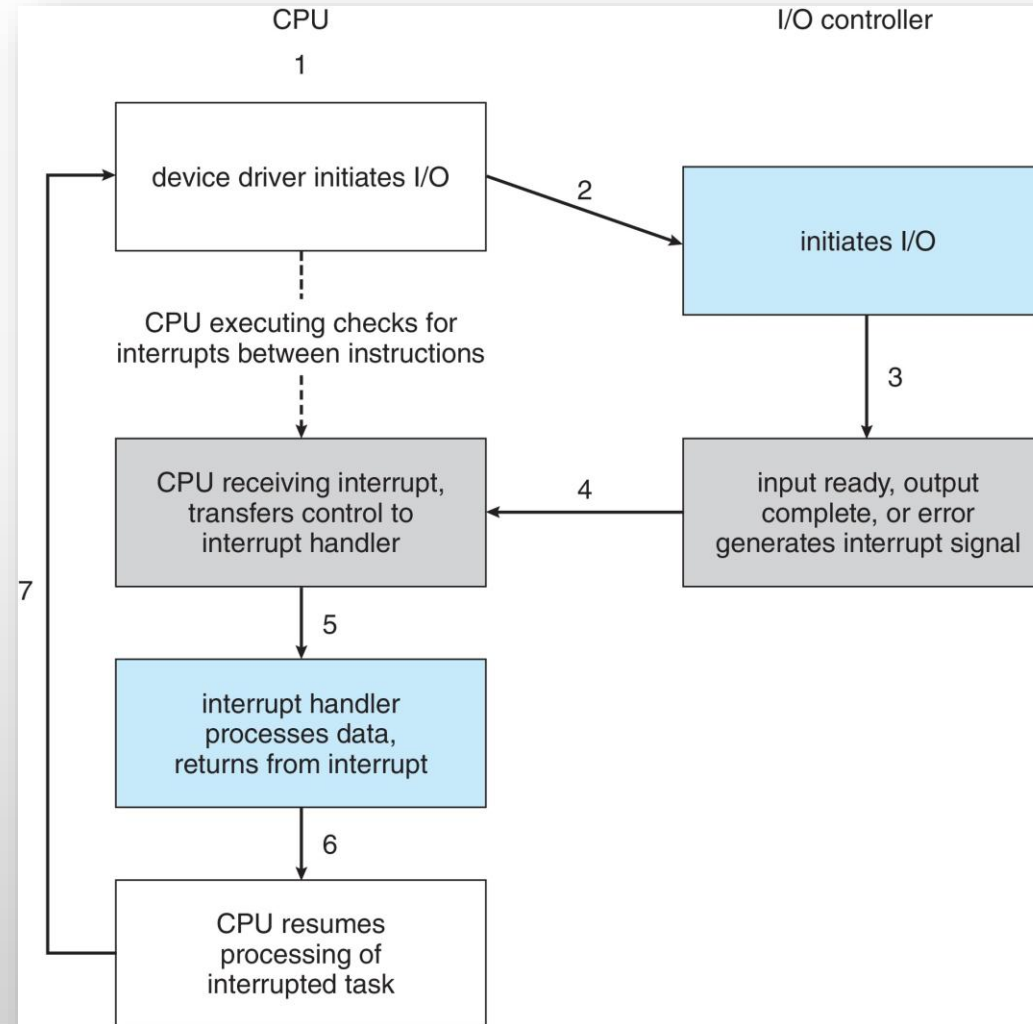 CPU
I/O controller
1
device driver initiates I/O
2
initiates I/O
CPU executing checks for
interrupts between instructions
3
CPU receiving interrupt,
transfers control to
interrupt handler
4
input ready, output
complete, or error
generates interrupt signal
7
5
interrupt handler
processes data,
returns from interrupt
6
CPU resumes
processing of
interrupted task